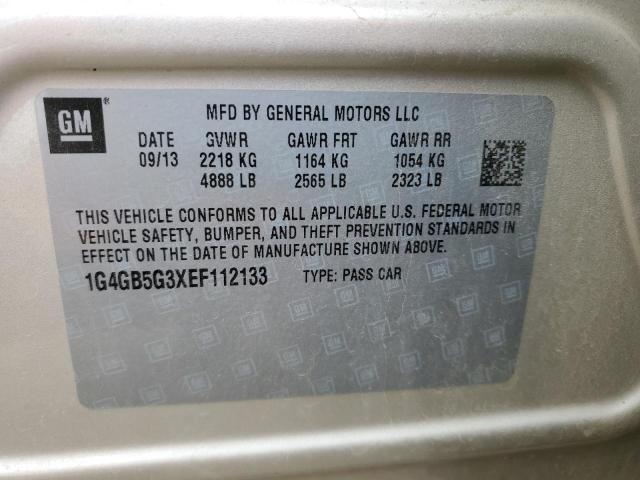 GM ® MFD BY GENERAL MOTORS LLC
DATE GVWR GAWR FRT GAWR RR
09/13 2218 KG 1164 KG 1054 KG
4888 LB 2565 LB 2323 LB
THIS VEHICLE CONFORMS TO ALL APPLICABLE U.S. FEDERAL MOTOR
VEHICLE SAFETY, BUMPER, AND THEFT PREVENTION STANDARDS IN
EFFECT ON THE DATE OF MANUFACTURE SHOWN ABOVE.
1G4GB5G3XEF112133 TYPE: PASS CAR